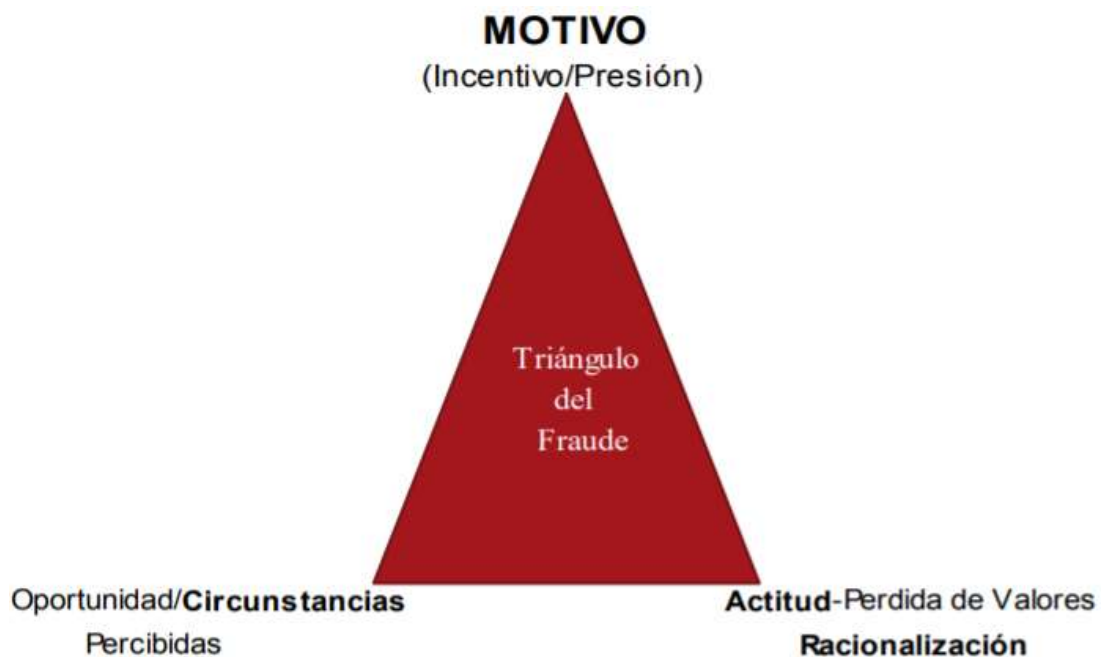 MOTIVO
(Incentivo/Presión)
Triángulo
del
Fraude
Oportunidad/Circunstancias
Percibidas
Actitud-Perdida de Valores
Racionalización